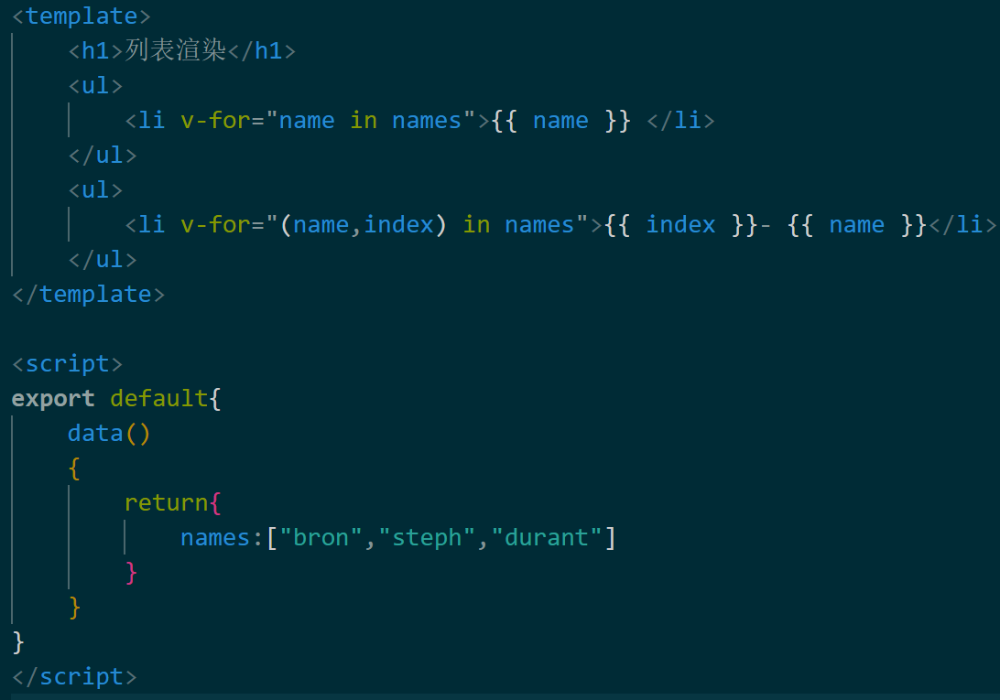 <template>
    <h1>列表渲染</h1>
    <ul>
        <li v-for="name in names">{{ name }} </li>
    </ul>
    <ul>
        <li v-for="(name,index) in names">{{ index }}- {{ name }}</li>
    </ul>
</template>

<script>
export default{
    data()
    {
        return{
            names:["bron","steph","durant"]
        }
    }
}
</script>